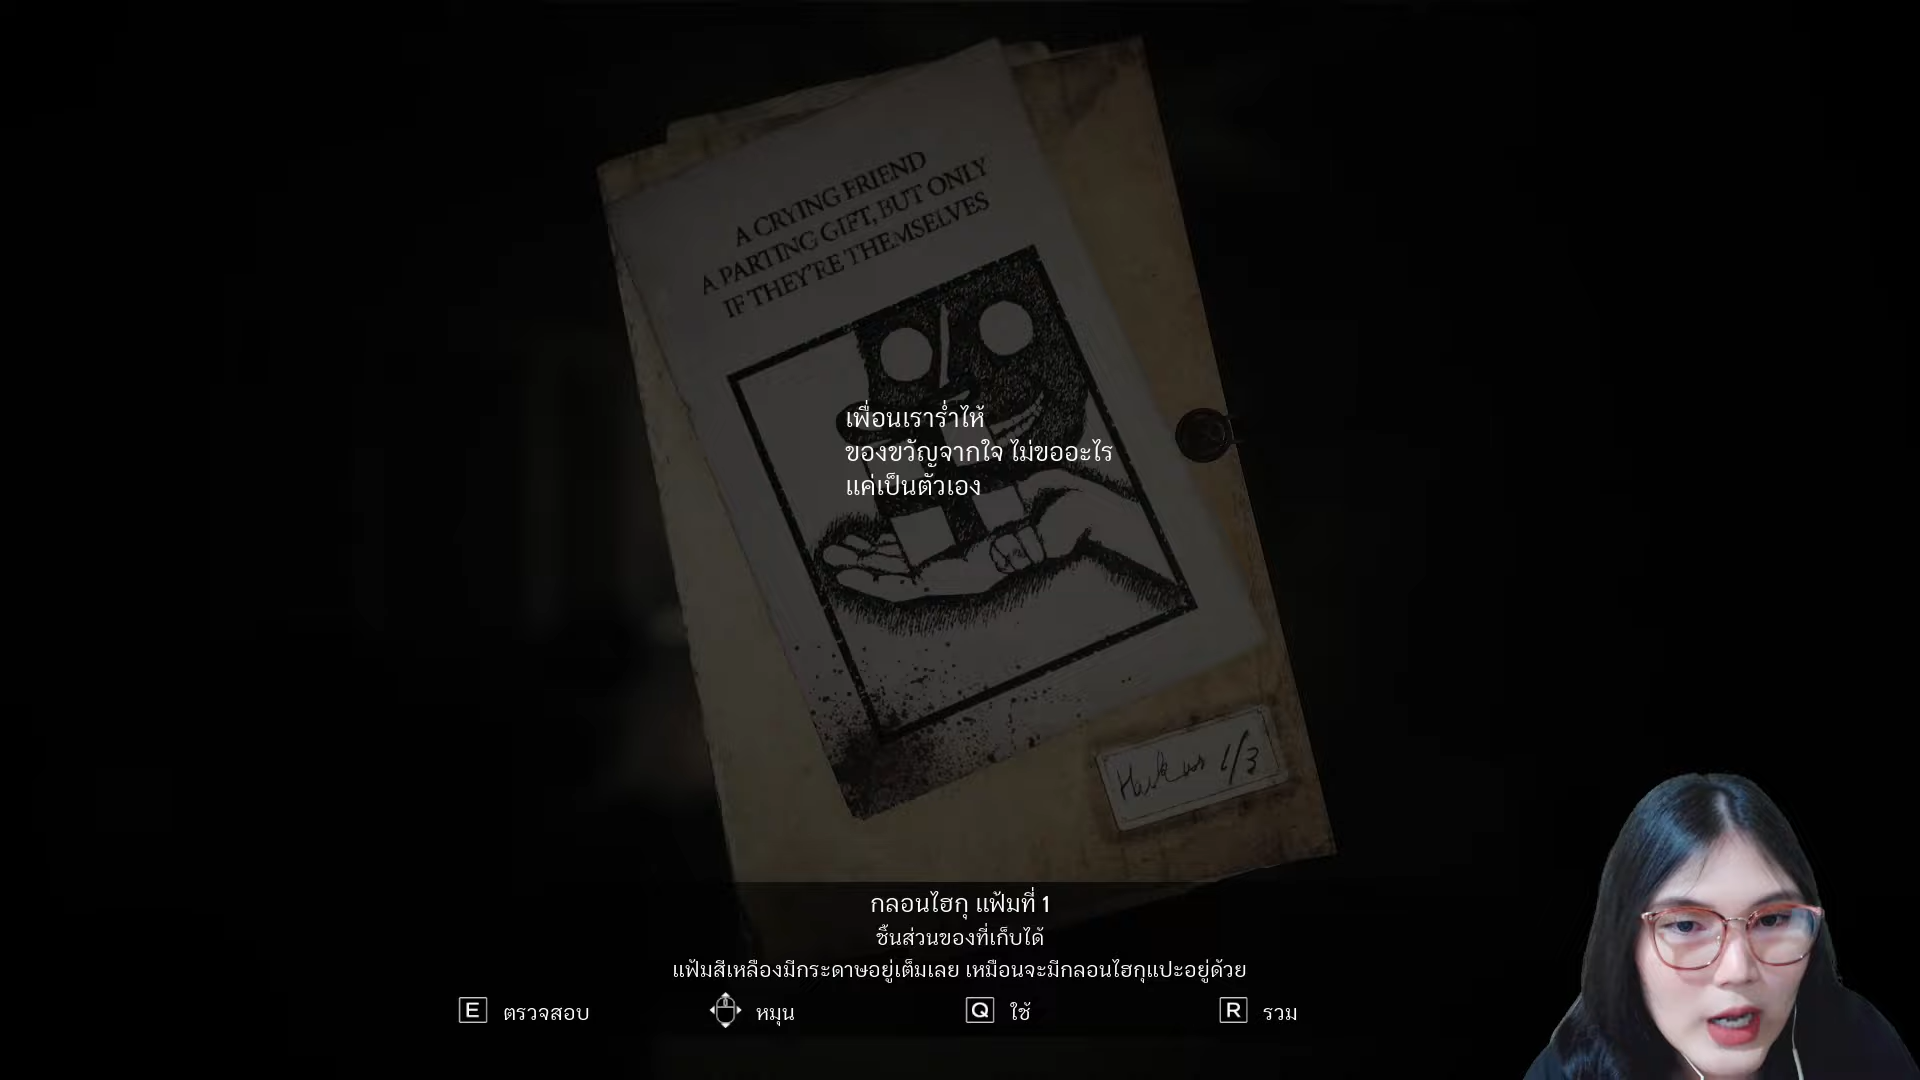 A CRYING FRIEND
A PARTING GIFT, BUT ONLY
IF THEY'RE THEMSELVES
เพื่อนเราร่ำไห้
ของขวัญจากใจ ไม่ขออะไร
แค่เป็นตัวเอง
Haikus 1/3
กลอนไฮกุ แฟ้มที่ 1
ชิ้นส่วนของที่เก็บได้
แฟ้มสีเหลืองมีกระดาษอยู่เต็มเลย เหมือนจะมีกลอนไฮกุแปะอยู่ด้วย
E ตรวจสอบ หมุน Q ใช้ R รวม